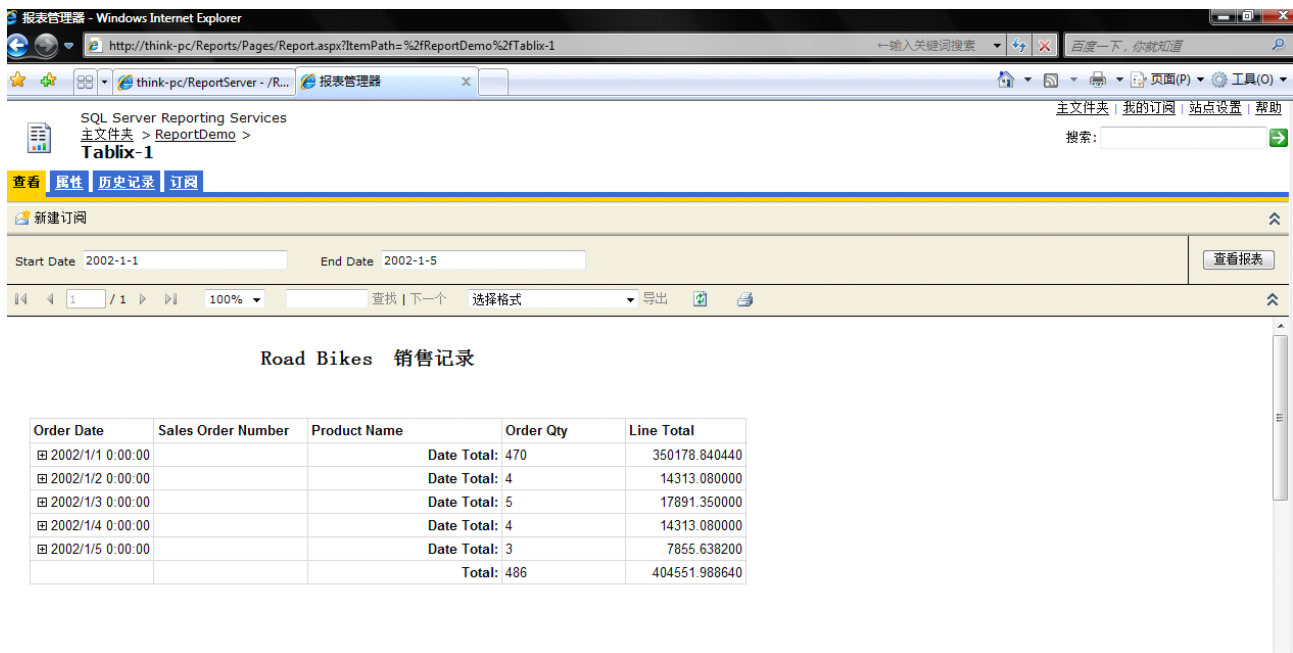 报表管理器 - Windows Internet Explorer
http://think-pc/Reports/Pages/Report.aspx?ItemPath=%2fReportDemo%2fTablix-1
←输入关键词搜索
百度一下，你就知道
think-pc/ReportServer - /R...
报表管理器
页面(P)
工具(O)
主文件夹 | 我的订阅 | 站点设置 | 帮助
SQL Server Reporting Services
主文件夹 > ReportDemo >
Tablix-1
搜索:
查看 属性 历史记录 订阅
新建订阅
Start Date 2002-1-1 End Date 2002-1-5 查看报表
1 / 1 100% 查找 | 下一个 选择格式 导出
Road Bikes 销售记录
Order Date Sales Order Number Product Name Order Qty Line Total
2002/1/1 0:00:00 Date Total: 470 350178.840440
2002/1/2 0:00:00 Date Total: 4 14313.080000
2002/1/3 0:00:00 Date Total: 5 17891.350000
2002/1/4 0:00:00 Date Total: 4 14313.080000
2002/1/5 0:00:00 Date Total: 3 7855.638200
Total: 486 404551.988640